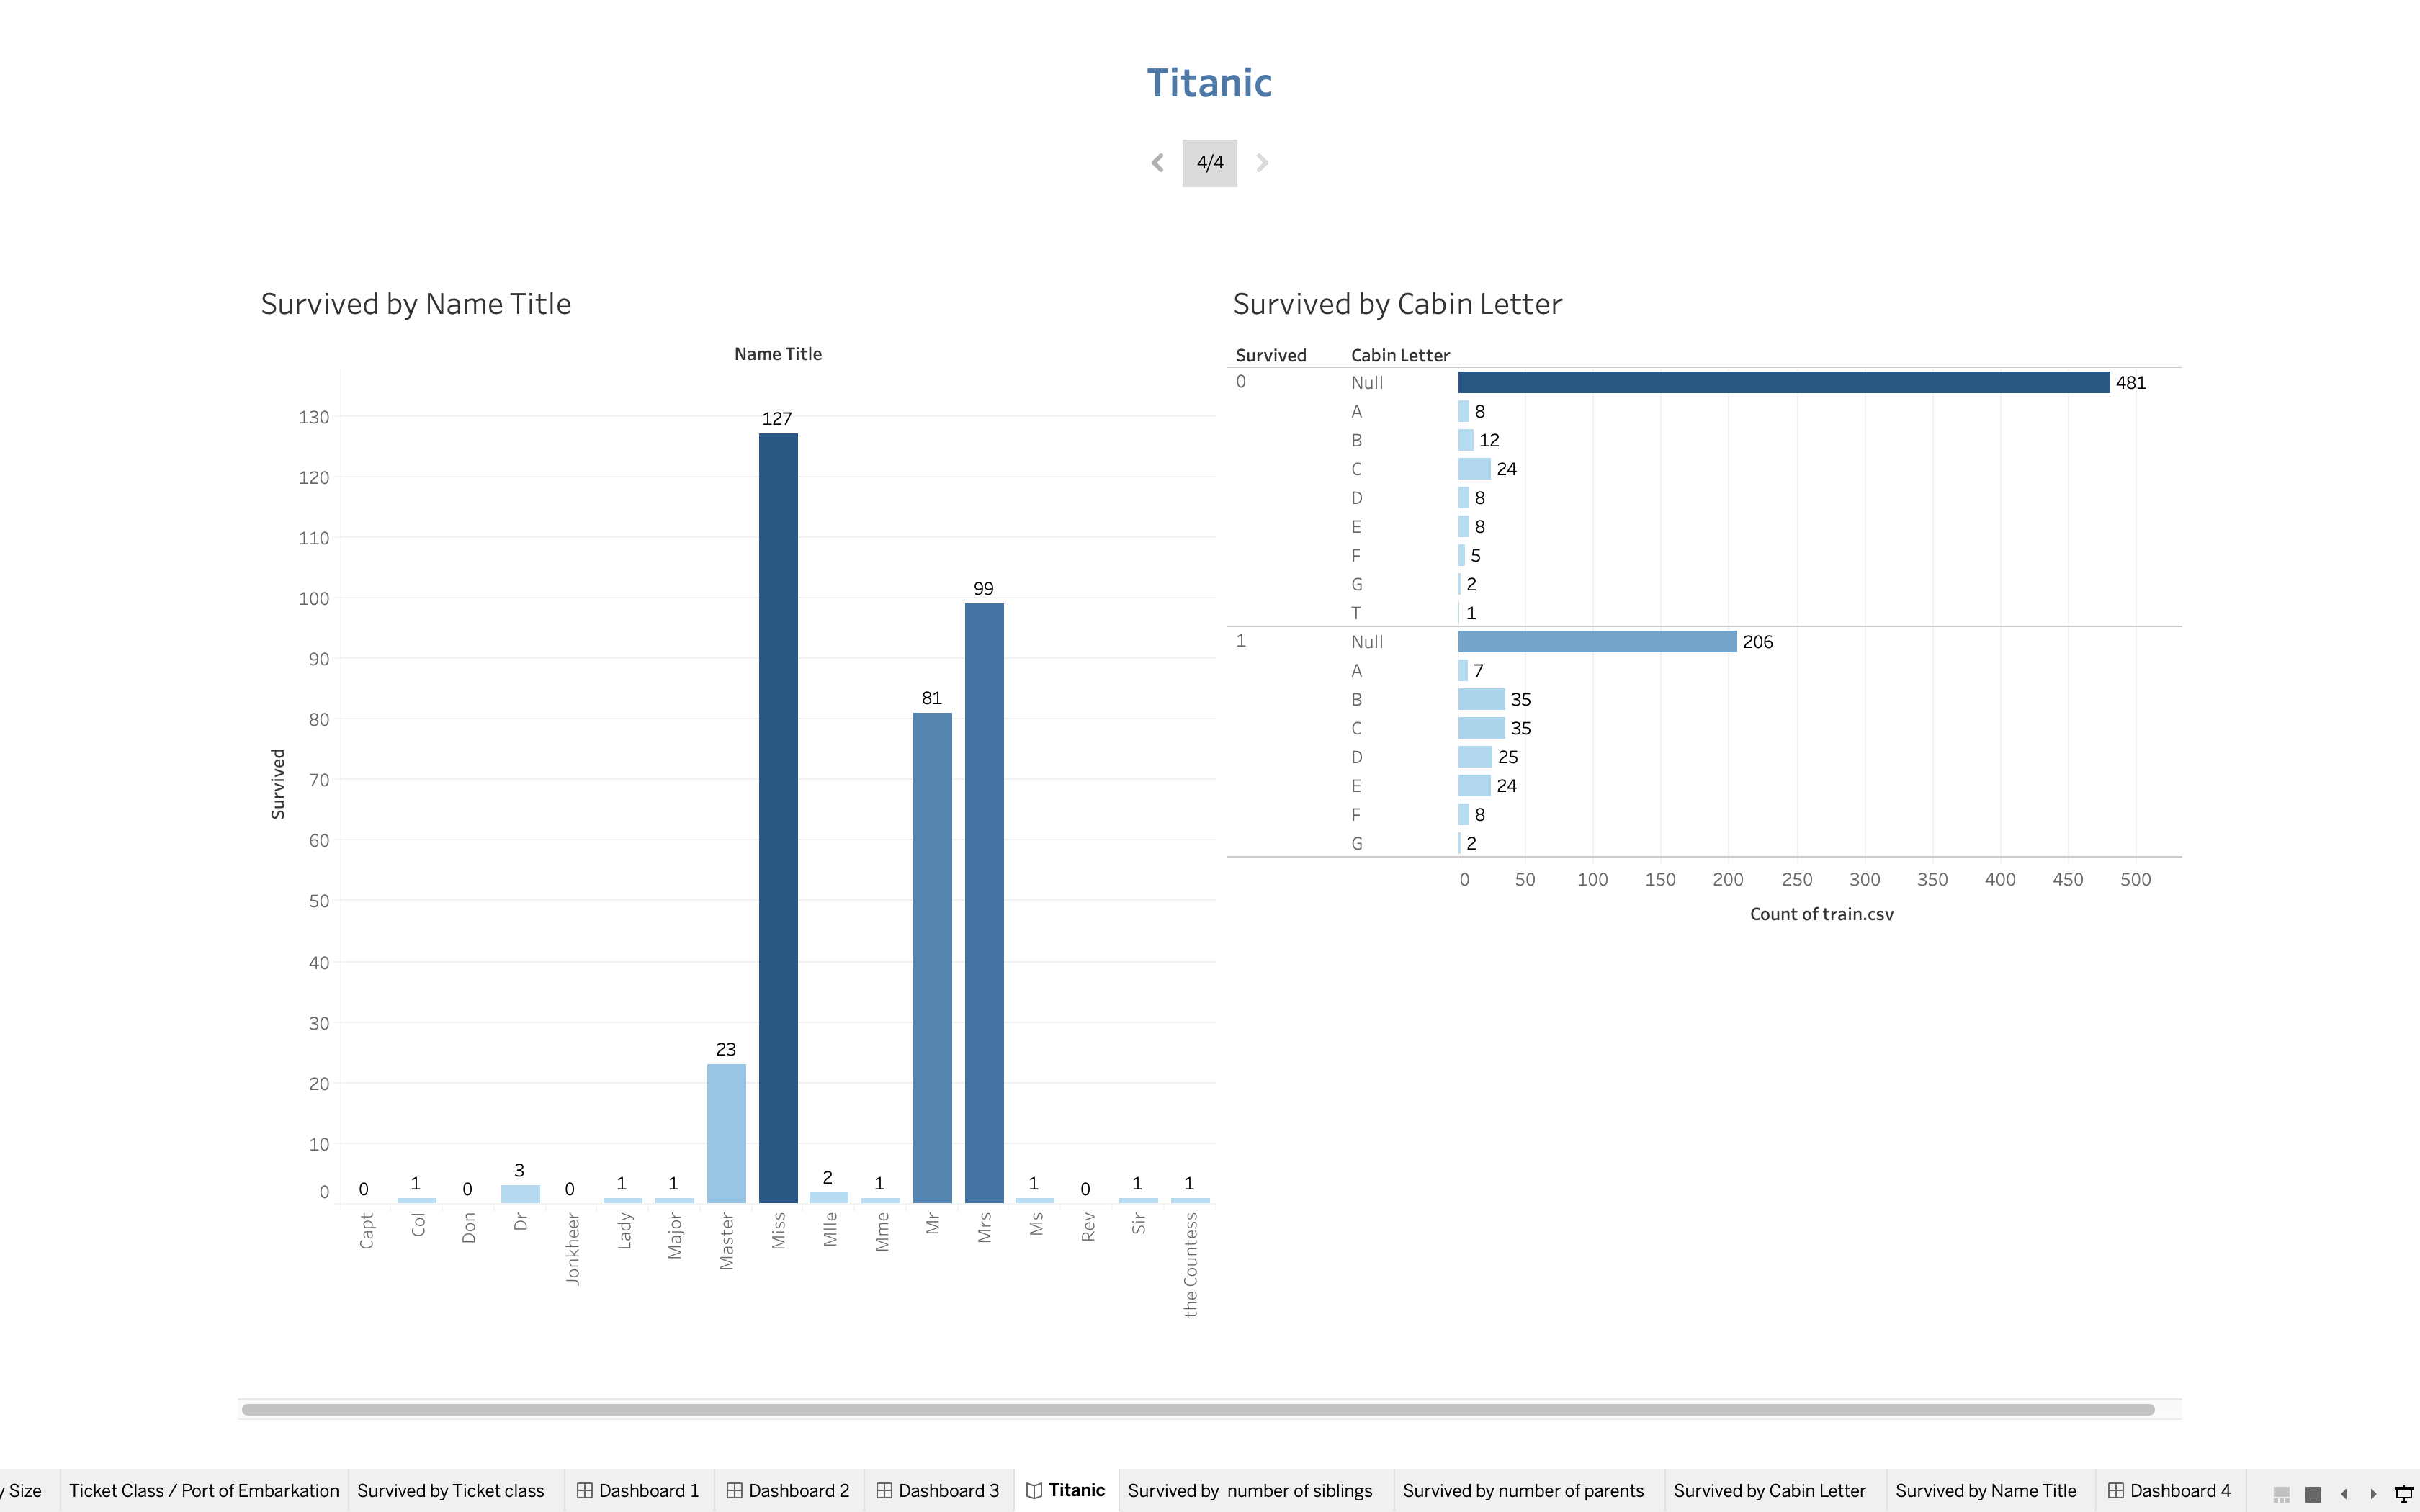 Titanic
4/4
Survived by Name Title
Name Title
130
120
110
100
90
80
70
60
50
40
30
20
10
0
Survived
0
1
0
3
0
1
1
23
127
2
1
81
99
1
0
1
1
Capt
Col
Don
Dr
Jonkheer
Lady
Major
Master
Miss
Mlle
Mme
Mr
Mrs
Ms
Rev
Sir
the Countess
Survived by Cabin Letter
Survived Cabin Letter
0 Null 481
A 8
B 12
C 24
D 8
E 8
F 5
G 2
T 1
1 Null 206
A 7
B 35
C 35
D 25
E 24
F 8
G 2
0 50 100 150 200 250 300 350 400 450 500
Count of train.csv
y Size Ticket Class / Port of Embarkation Survived by Ticket class Dashboard 1 Dashboard 2 Dashboard 3 Titanic Survived by number of siblings Survived by number of parents Survived by Cabin Letter Survived by Name Title Dashboard 4